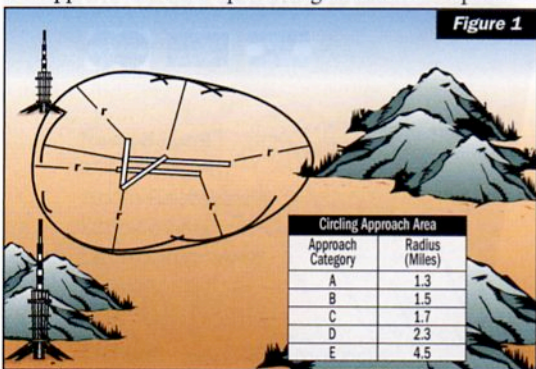 Figure 1
r
r
r
r
r
r
Circling Approach Area
Approach Category Radius (Miles)
A 1.3
B 1.5
C 1.7
D 2.3
E 4.5